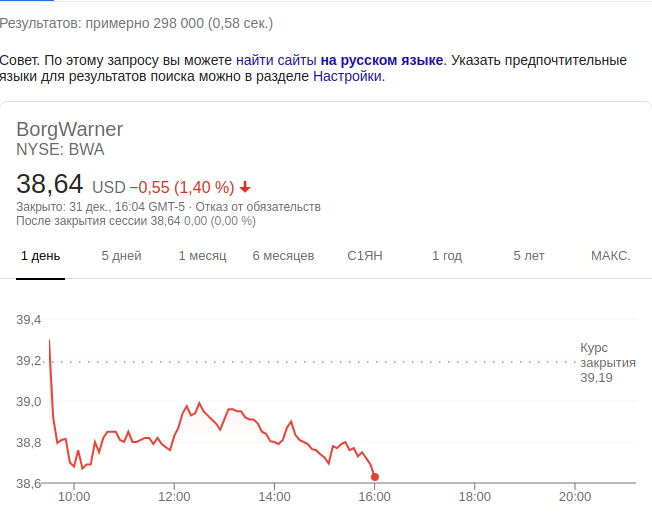 Результатов: примерно 298 000 (0,58 сек.)
Совет. По этому запросу вы можете найти сайты на русском языке. Указать предпочтительные
языки для результатов поиска можно в разделе Настройки.
BorgWarner
NYSE: BWA
38,64 USD −0,55 (1,40 %)
Закрыто: 31 дек., 16:04 GMT-5 · Отказ от обязательств
После закрытия сессии 38,64 0,00 (0,00 %)
1 день 5 дней 1 месяц 6 месяцев С1ЯН 1 год 5 лет МАКС.
39,4
39,2
39,0
38,8
38,6
Курс
закрытия
39,19
10:00 12:00 14:00 16:00 18:00 20:00